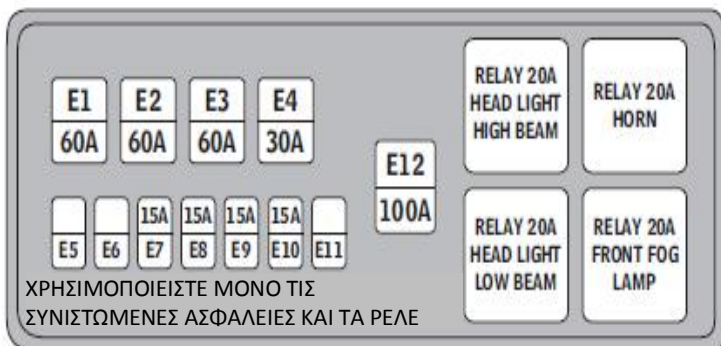 E1 E2 E3 E4
60A 60A 60A 30A
E12
100A
15A 15A 15A 15A
E5 E6 E7 E8 E9 E10 E11
RELAY 20A
HEAD LIGHT
HIGH BEAM
RELAY 20A
HORN
RELAY 20A
HEAD LIGHT
LOW BEAM
RELAY 20A
FRONT FOG
LAMP
ΧΡΗΣΙΜΟΠΟΙΕΙΣΤΕ ΜΟΝΟ ΤΙΣ
ΣΥΝΙΣΤΩΜΕΝΕΣ ΑΣΦΑΛΕΙΕΣ ΚΑΙ ΤΑ ΡΕΛΕ